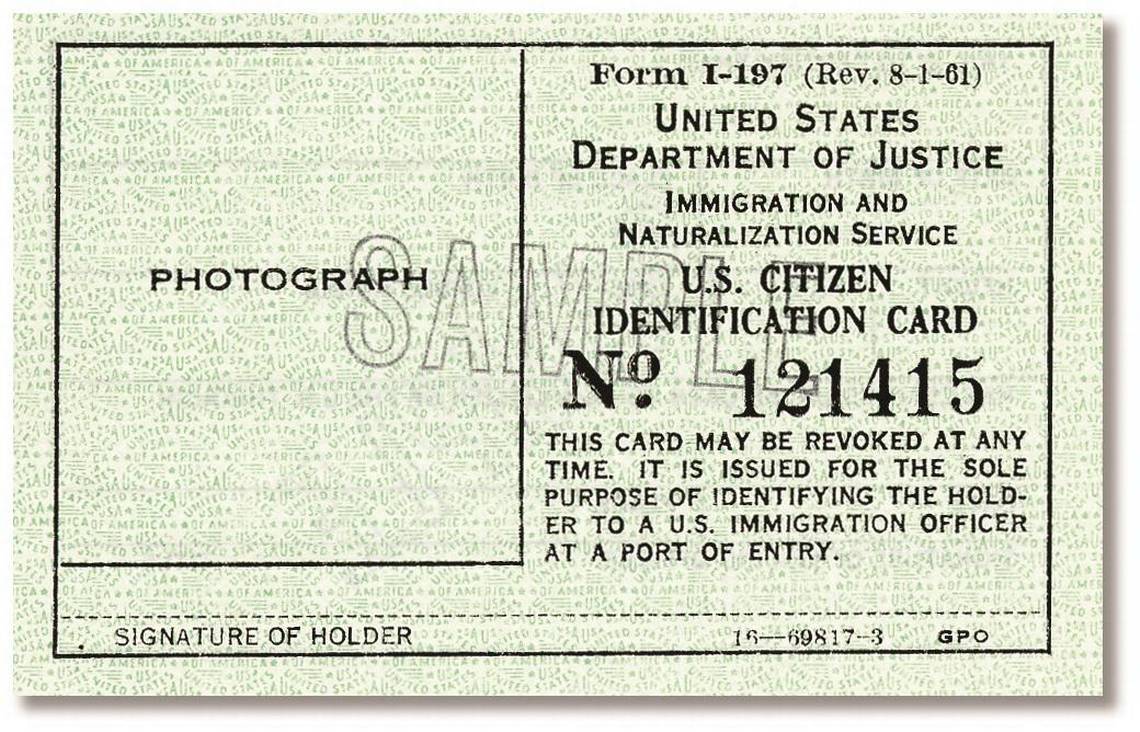 Form I-197 (Rev. 8-1-61)
UNITED STATES
DEPARTMENT OF JUSTICE
IMMIGRATION AND
NATURALIZATION SERVICE
U.S. CITIZEN
IDENTIFICATION CARD
Nº 121415
PHOTOGRAPH
SAMPLE
THIS CARD MAY BE REVOKED AT ANY
TIME. IT IS ISSUED FOR THE SOLE
PURPOSE OF IDENTIFYING THE HOLD-
ER TO A U.S. IMMIGRATION OFFICER
AT A PORT OF ENTRY.
SIGNATURE OF HOLDER 16—69817-3 GPO